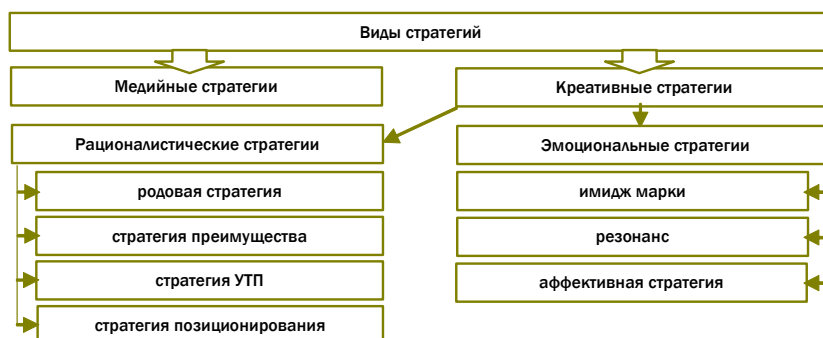 Виды стратегий
Медийные стратегии
Креативные стратегии
Рационалистические стратегии
Эмоциональные стратегии
родовая стратегия
имидж марки
стратегия преимущества
резонанс
стратегия УТП
аффективная стратегия
стратегия позиционирования